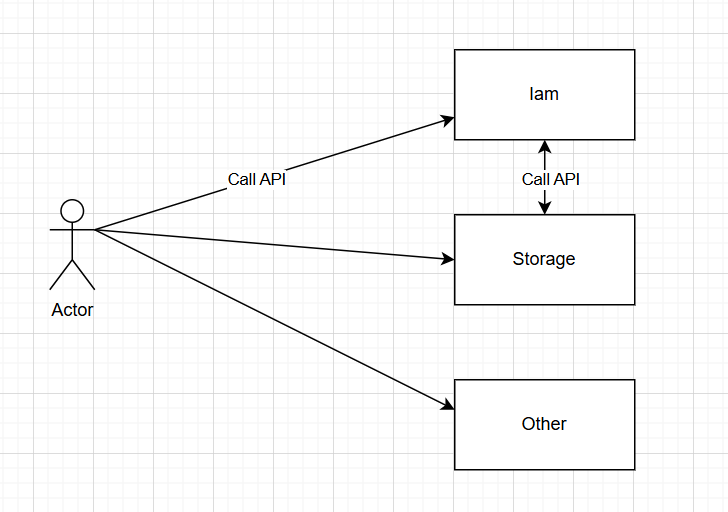 Iam
Call API
Call API
Storage
Actor
Other